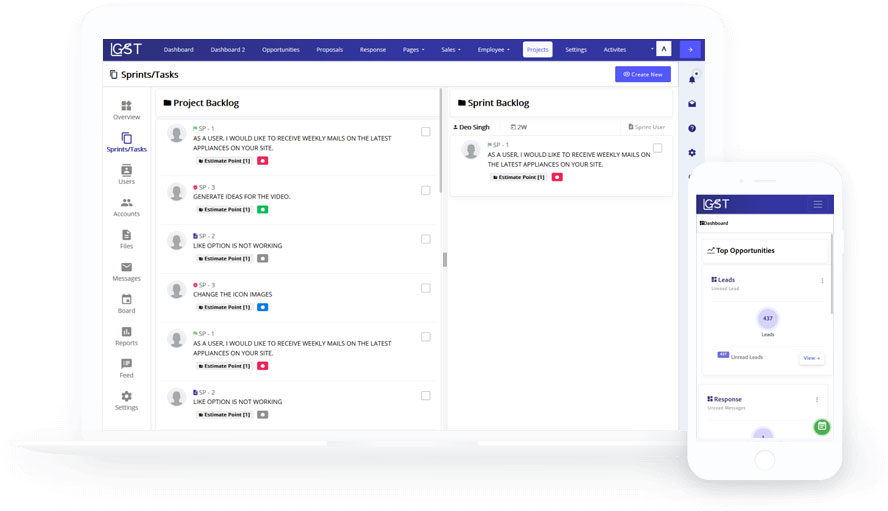 LGST Dashboard Dashboard 2 Opportunities Proposals Response Pages Sales Employee Projects Settings Activites A
Sprints/Tasks
Create New
Overview
Sprints/Tasks
Users
Accounts
Files
Messages
Board
Reports
Feed
Settings
Project Backlog
SP - 1
AS A USER, I WOULD LIKE TO RECEIVE WEEKLY MAILS ON THE LATEST
APPLIANCES ON YOUR SITE.
Estimate Point [1]
SP - 3
GENERATE IDEAS FOR THE VIDEO.
Estimate Point [1]
SP - 2
LIKE OPTION IS NOT WORKING
Estimate Point [1]
SP - 3
CHANGE THE ICON IMAGES
Estimate Point [1]
SP - 1
AS A USER, I WOULD LIKE TO RECEIVE WEEKLY MAILS ON THE LATEST
APPLIANCES ON YOUR SITE.
Estimate Point [1]
SP - 2
LIKE OPTION IS NOT WORKING
Estimate Point [1]
Sprint Backlog
Deo Singh 2W Sprint User
SP - 1
AS A USER, I WOULD LIKE TO RECEIVE WEEKLY MAILS ON
THE LATEST APPLIANCES ON YOUR SITE.
Estimate Point [1]
LGST
Dashboard
Top Opportunities
Leads
Unread Lead
437
Leads
437 Unread Leads View
Response
Unread Messages